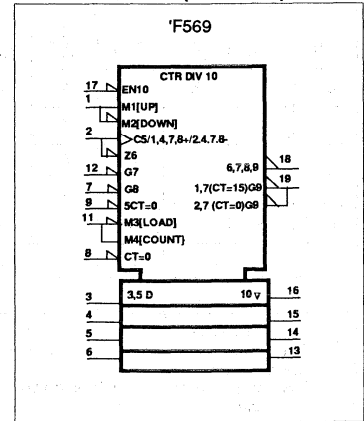 'F569
CTR DIV 10
17 EN10
1 M1[UP]
M2[DOWN]
2 C5/1,4,7,8+/2.4.7.8-
Z6
12 G7
7 G8
9 5CT=0
11 M3[LOAD]
M4[COUNT}
8 CT=0
6,7,8,9 18
1,7(CT=15)G9 19
2,7 (CT=0)G9
3 3,5 D 10 ▽ 16
4 15
5 14
6 13